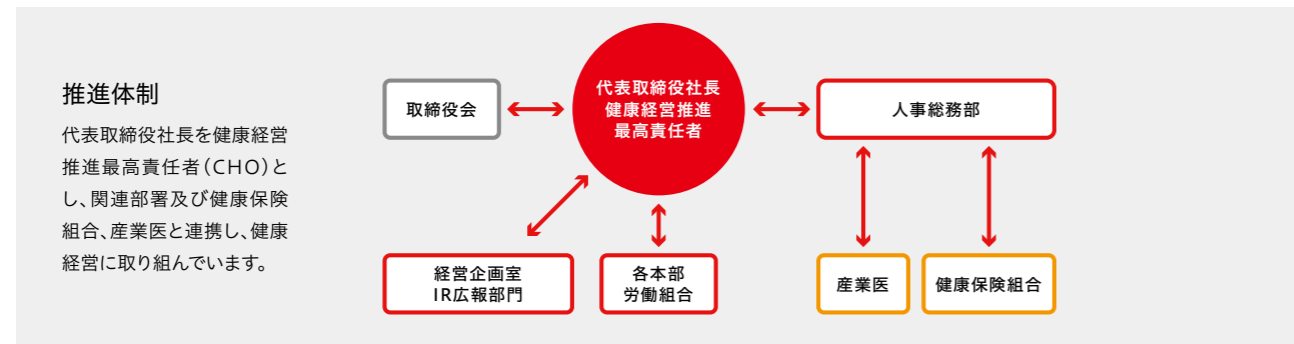 推進体制
代表取締役社長を健康経営
推進最高責任者(CHO)と
し、関連部署及び健康保険
組合、産業医と連携し、健康
経営に取り組んでいます。
取締役会
代表取締役社長
健康経営推進
最高責任者
人事総務部
経営企画室
IR広報部門
各本部
労働組合
産業医
健康保険組合